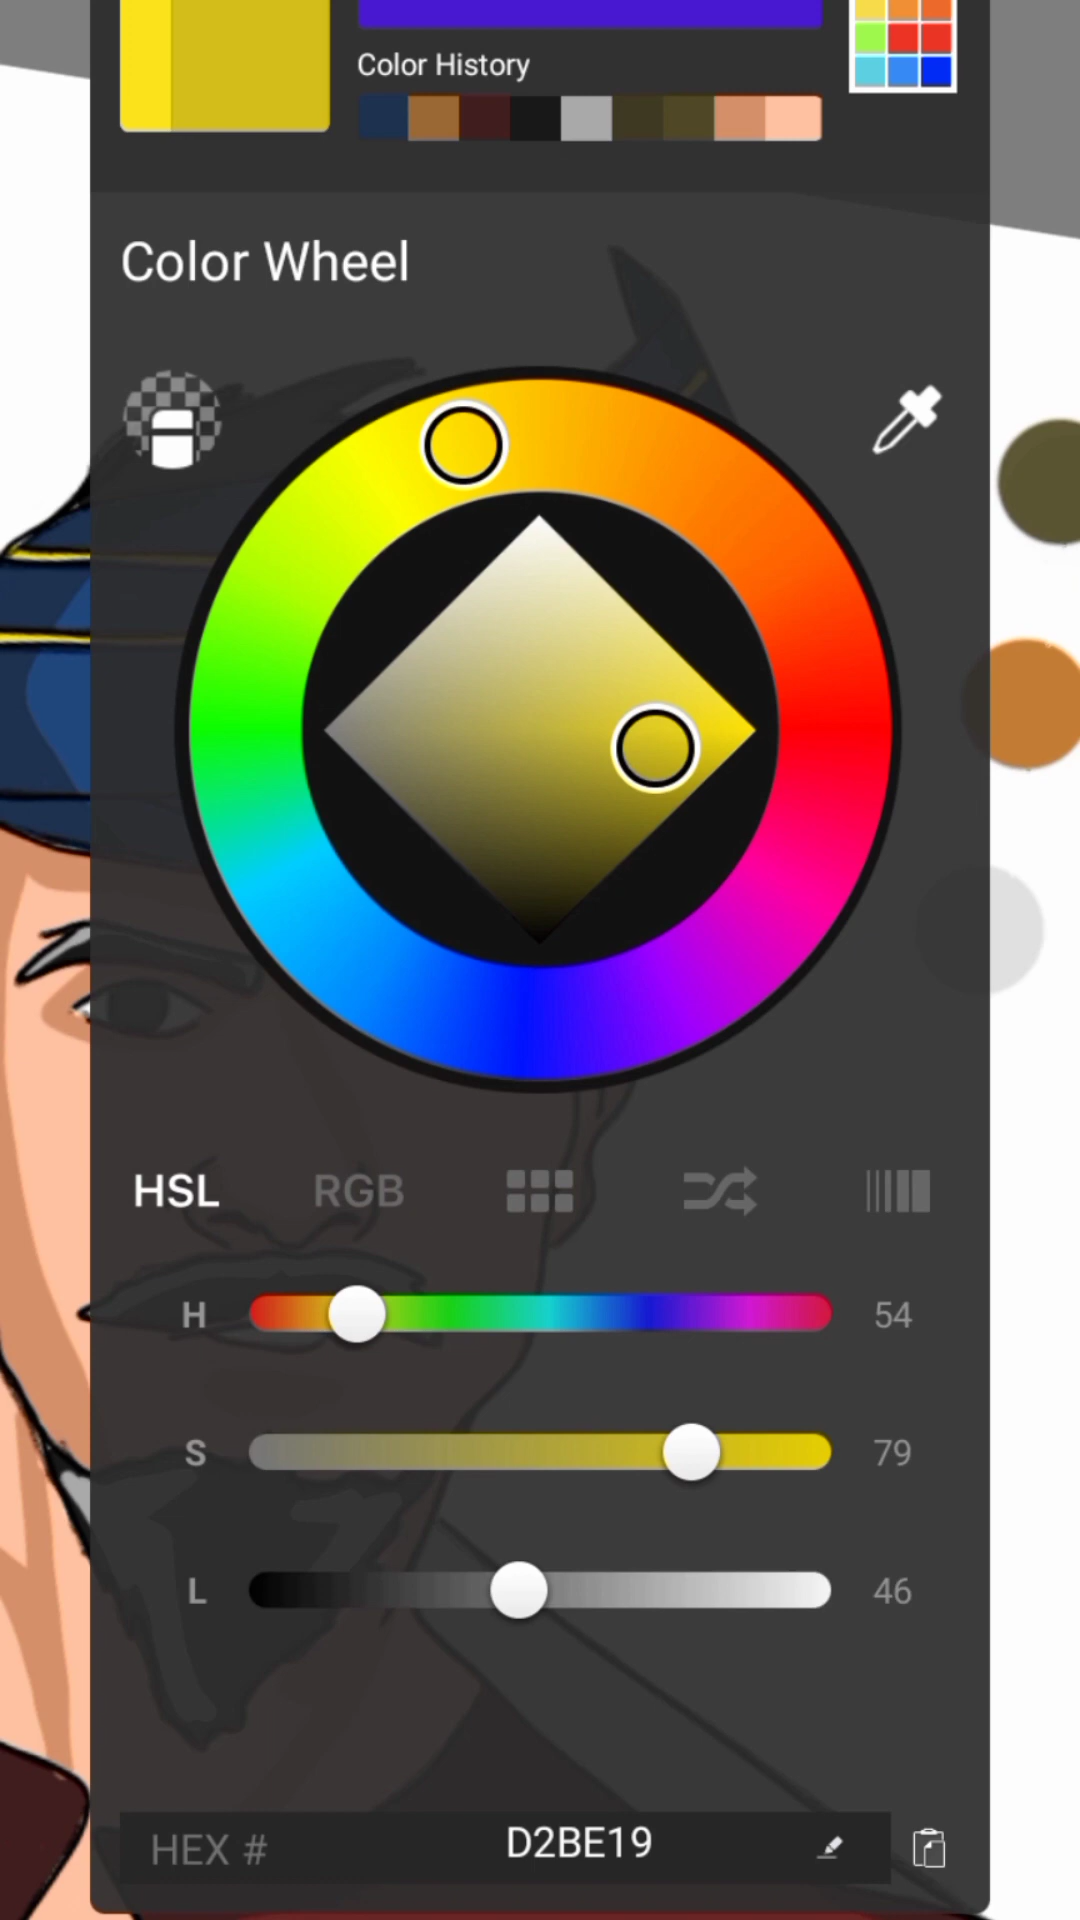 Color History
Color Wheel
HSL RGB
H 54
S 79
L 46
HEX # D2BE19